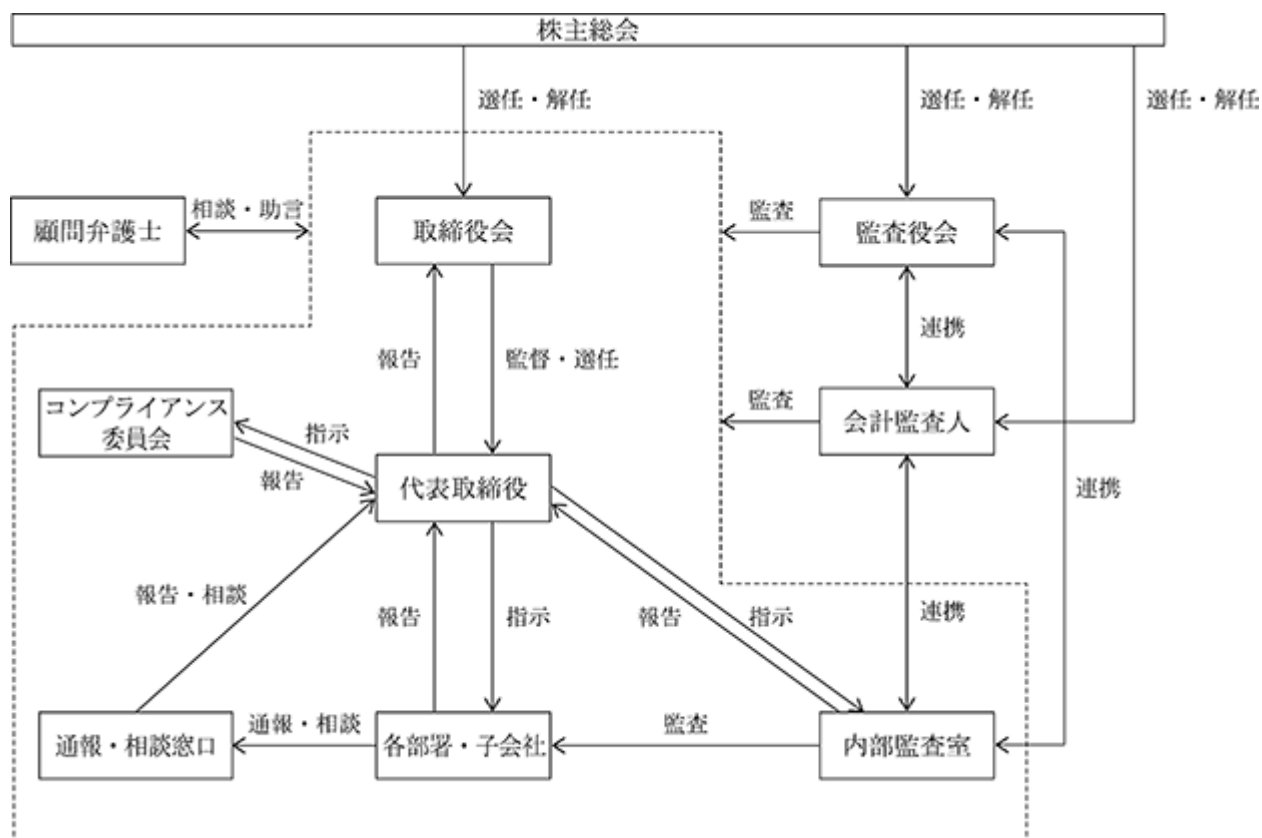 株主総会
選任・解任
選任・解任
選任・解任
顧問弁護士
相談・助言
取締役会
監査
監査役会
報告
監督・選任
連携
コンプライアンス
委員会
指示
報告
代表取締役
監査
会計監査人
連携
報告・相談
報告
指示
報告
指示
連携
通報・相談窓口
通報・相談
各部署・子会社
監査
内部監査室